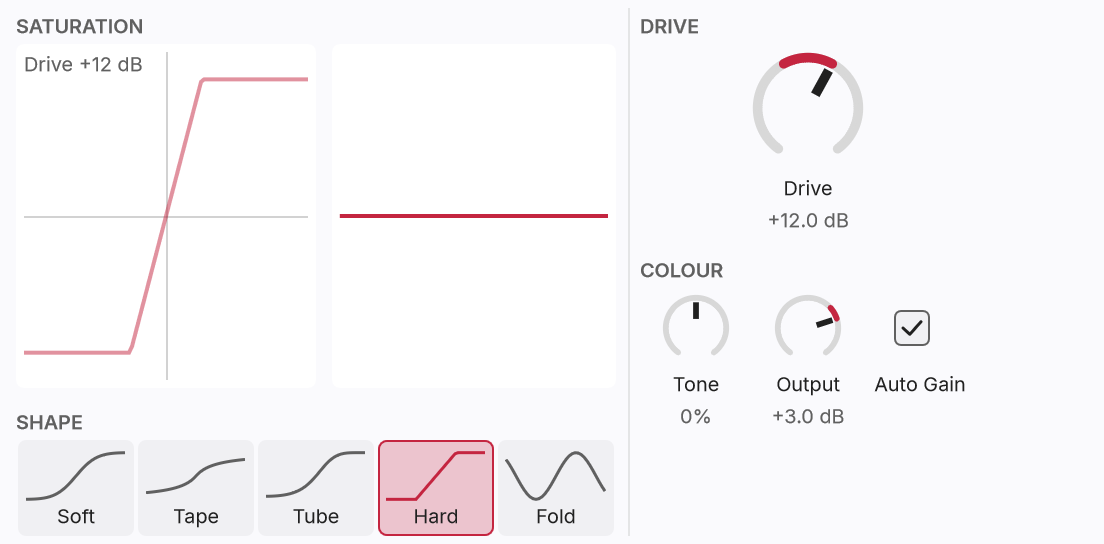 SATURATION
Drive +12 dB
SHAPE
Soft
Tape
Tube
Hard
Fold
DRIVE
Drive
+12.0 dB
COLOUR
Tone
0%
Output
+3.0 dB
Auto Gain